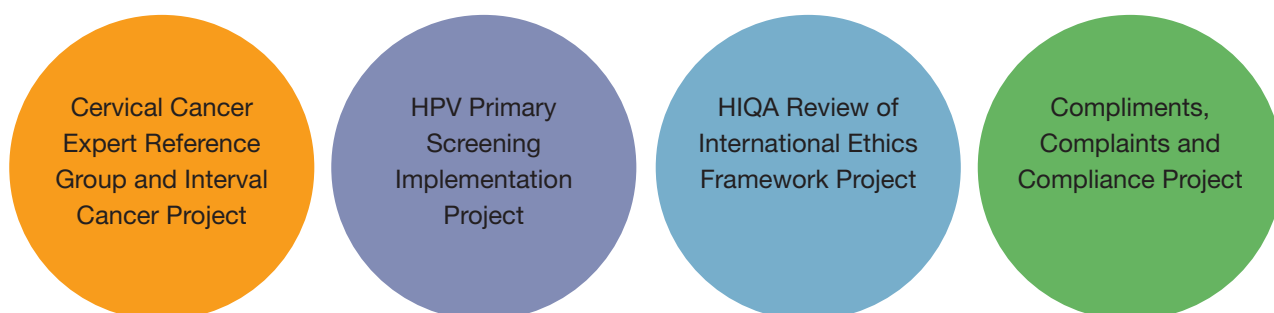 Cervical Cancer
Expert Reference
Group and Interval
Cancer Project
HPV Primary
Screening
Implementation
Project
HIQA Review of
International Ethics
Framework Project
Compliments,
Complaints and
Compliance Project